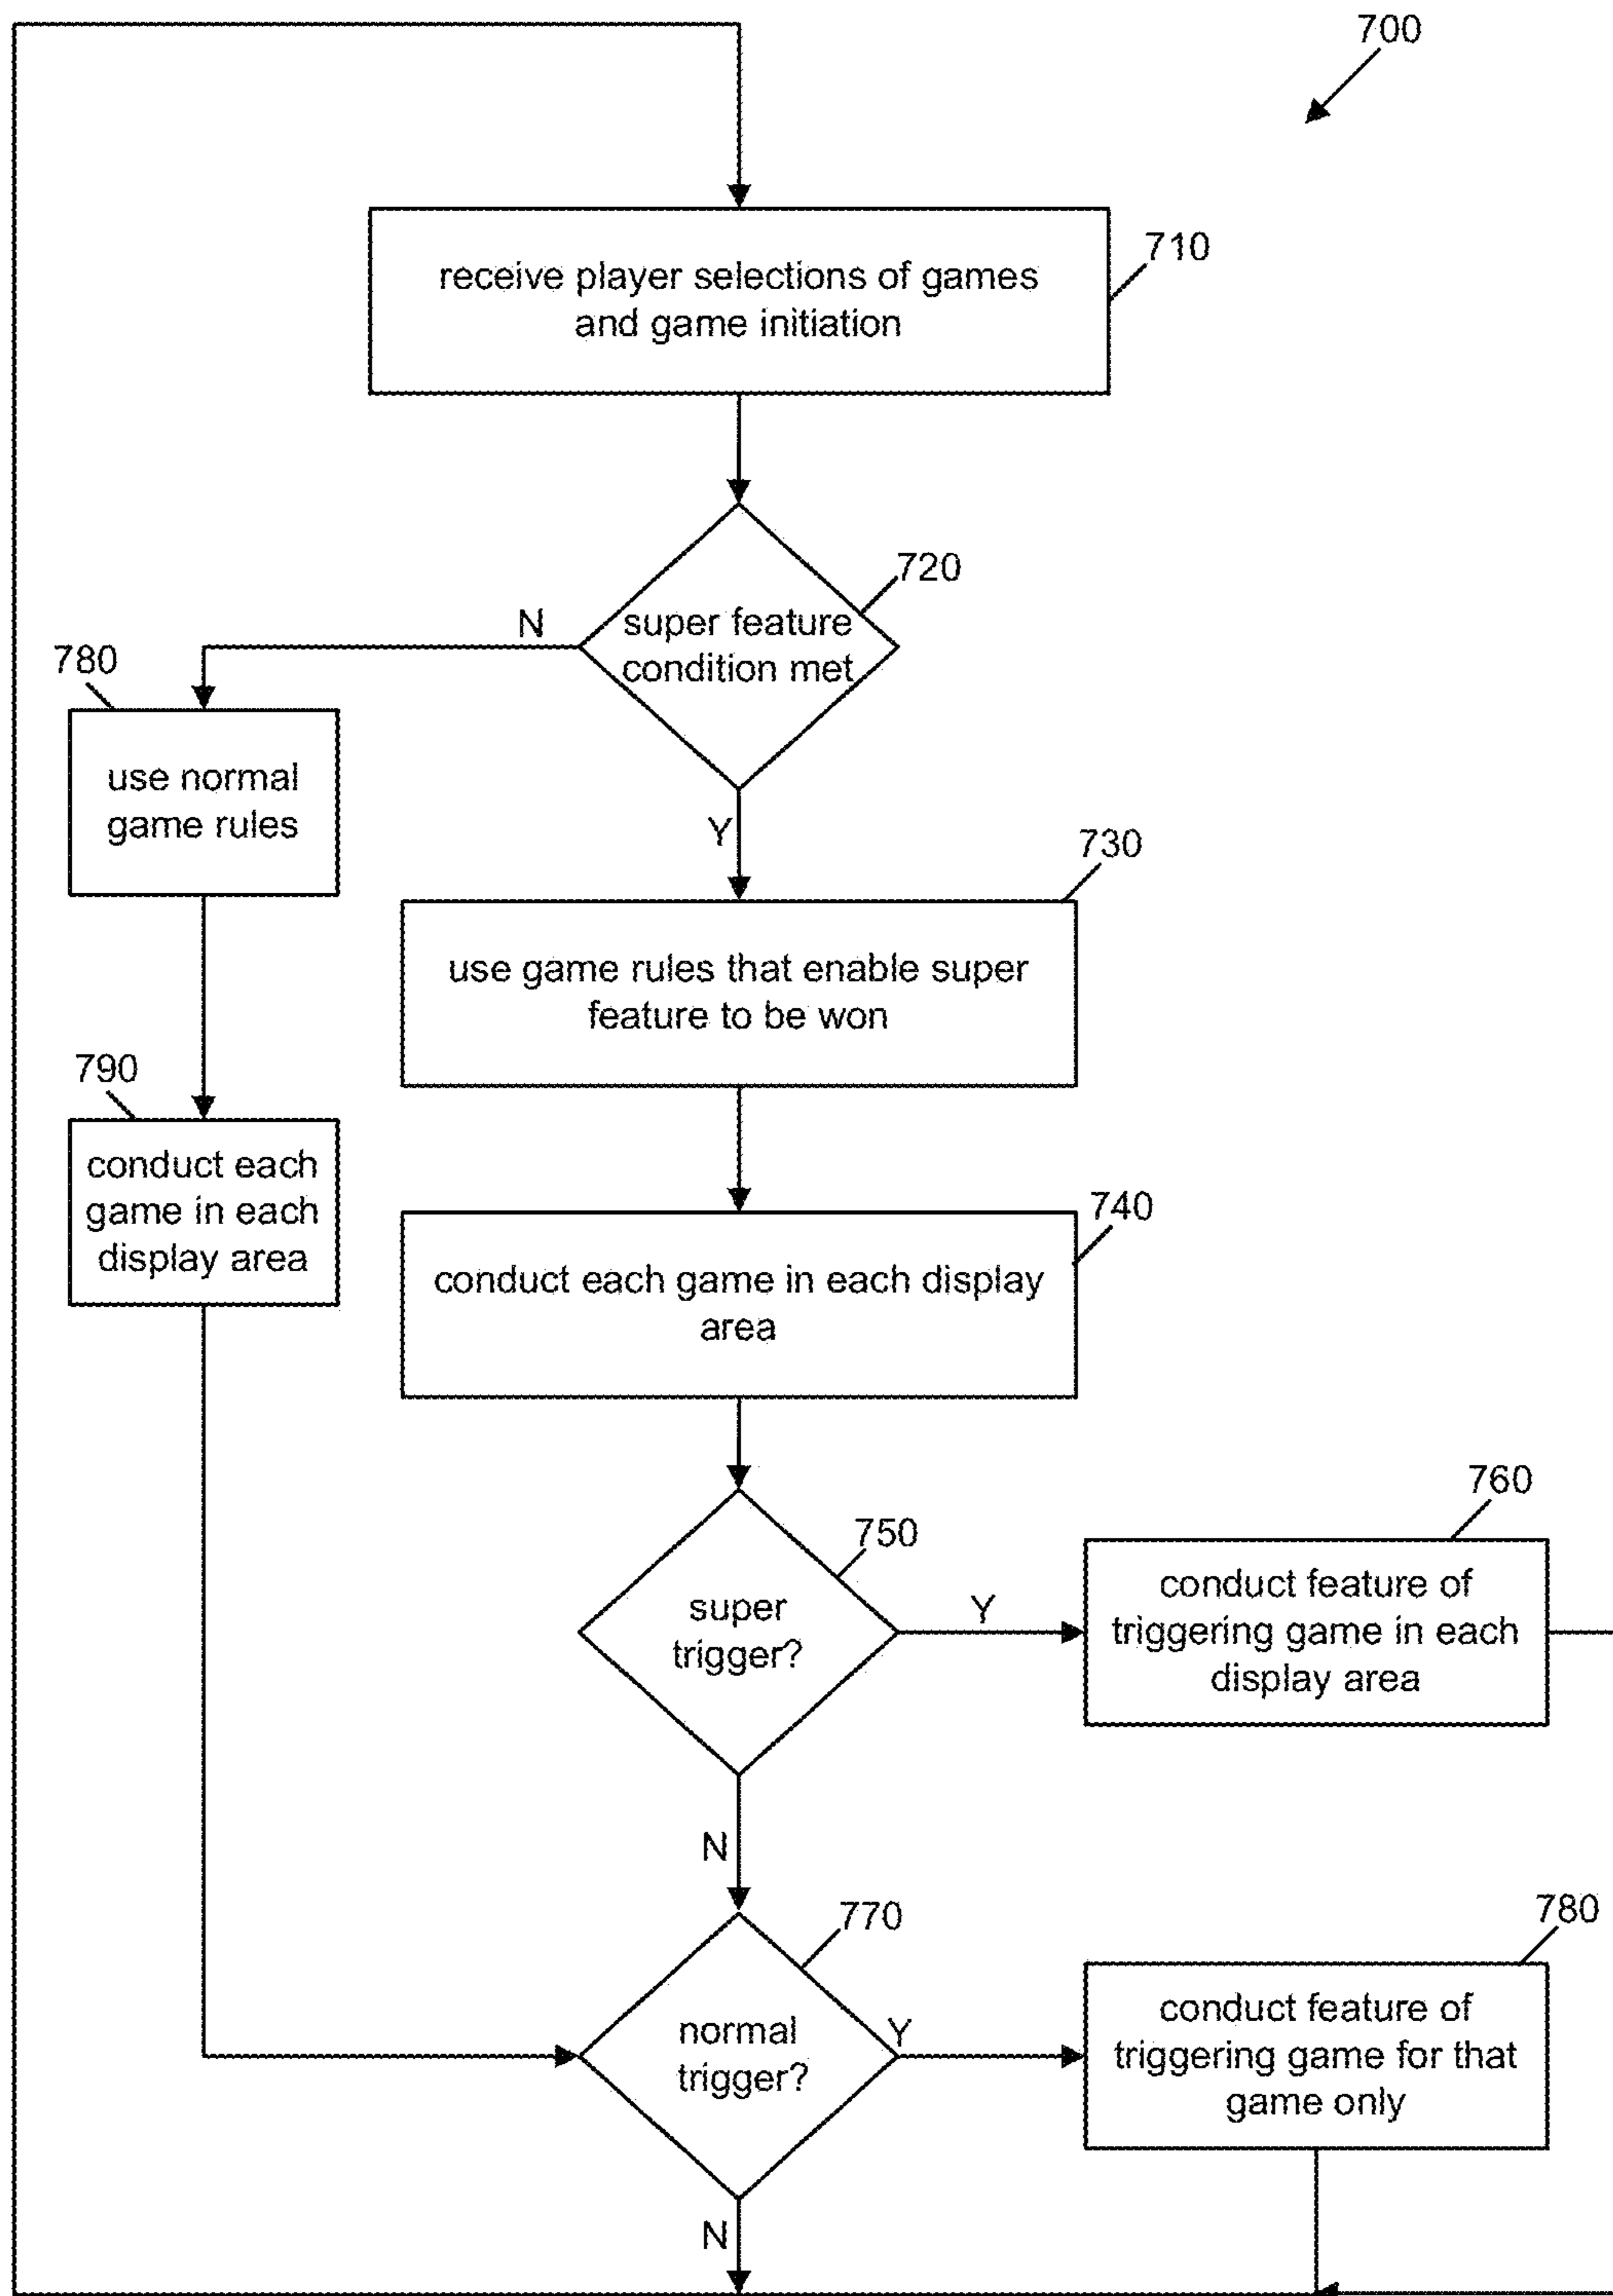 700
receive player selections of games
and game initiation
710
720
super feature
condition met
N
780
use normal
game rules
Y
730
use game rules that enable super
feature to be won
790
conduct each
game in each
display area
740
conduct each game in each display
area
750
super
trigger?
Y
760
conduct feature of
triggering game in each
display area
N
770
normal
trigger?
Y
780
conduct feature of
triggering game for that
game only
N